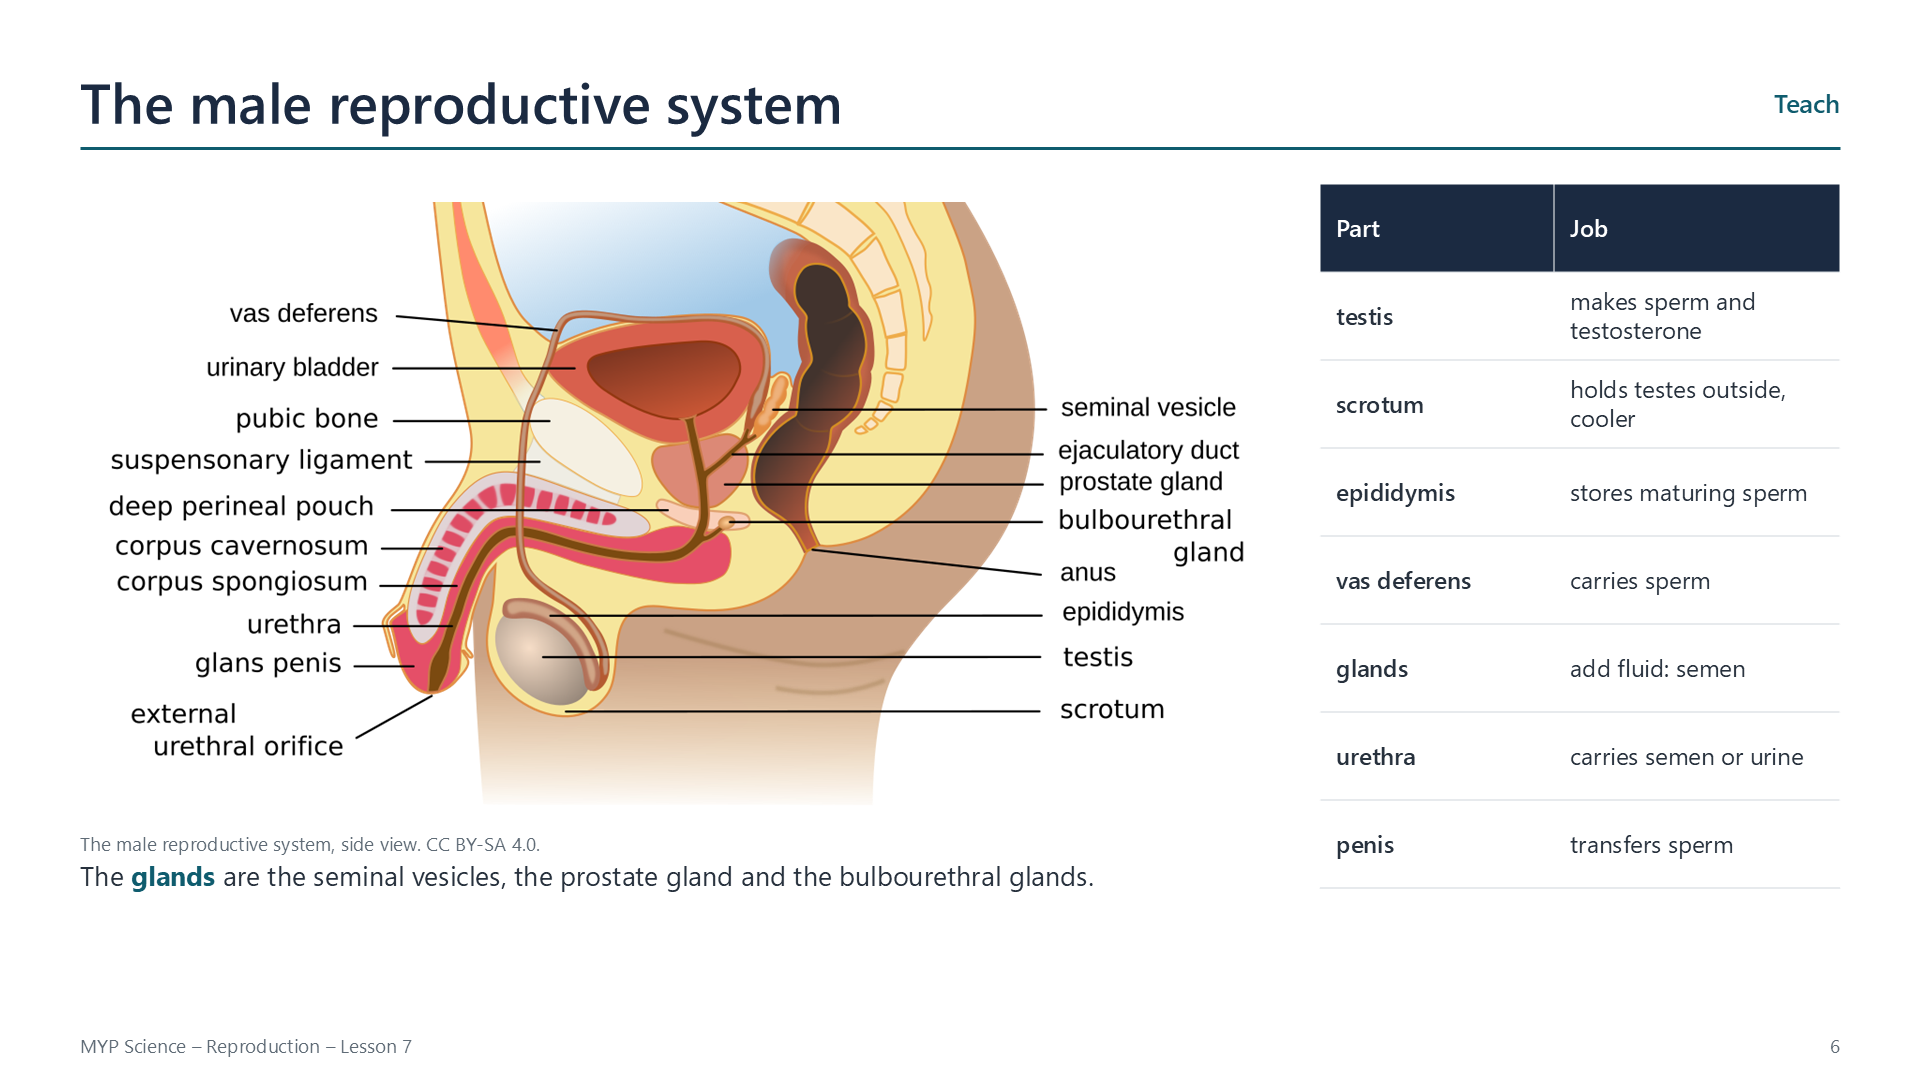 The male reproductive system
Teach
vas deferens
urinary bladder
pubic bone
suspensonary ligament
deep perineal pouch
corpus cavernosum
corpus spongiosum
urethra
glans penis
external
urethral orifice
seminal vesicle
ejaculatory duct
prostate gland
bulbourethral
gland
anus
epididymis
testis
scrotum
The male reproductive system, side view. CC BY-SA 4.0.
The glands are the seminal vesicles, the prostate gland and the bulbourethral glands.
Part Job
testis makes sperm and
testosterone
scrotum holds testes outside,
cooler
epididymis stores maturing sperm
vas deferens carries sperm
glands add fluid: semen
urethra carries semen or urine
penis transfers sperm
MYP Science – Reproduction – Lesson 7
6